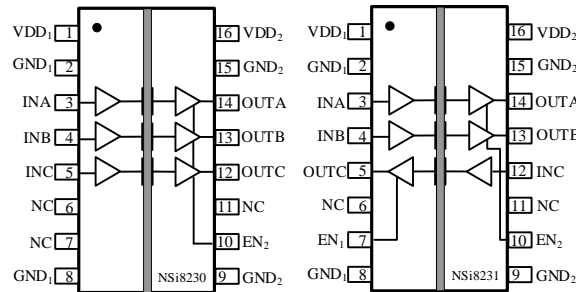 VDD1 1 16 VDD2
GND1 2 15 GND2
INA 3 14 OUTA
INB 4 13 OUTB
INC 5 12 OUTC
NC 6 11 NC
NC 7 10 EN2
GND1 8 9 GND2
NSi8230
VDD1 1 16 VDD2
GND1 2 15 GND2
INA 3 14 OUTA
INB 4 13 OUTB
OUTC 5 12 INC
NC 6 11 NC
EN1 7 10 EN2
GND1 8 9 GND2
NSi8231